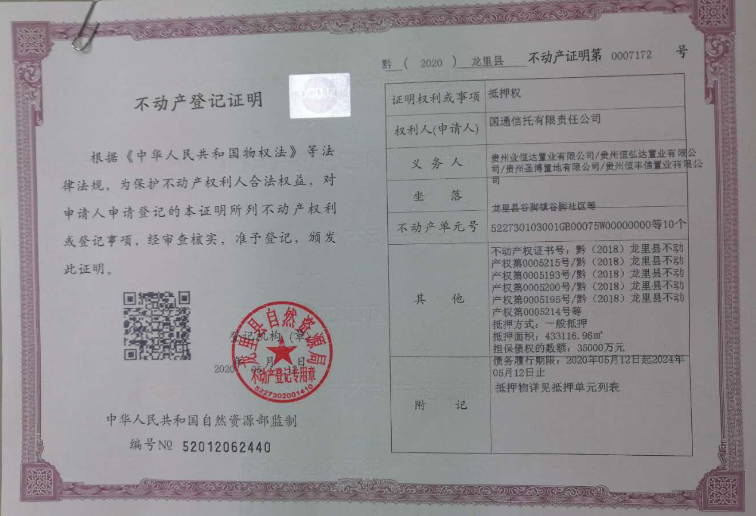 不动产登记证明
根据《中华人民共和国物权法》等法
律法规，为保护不动产权利人合法权益，对
申请人申请登记的本证明所列不动产权利
或登记事项，经审查核实，准予登记，颁发
此证明。
登记机构（章）
2020 05月12日
龙里县自然资源局
不动产登记专用章
5227302001410
中华人民共和国自然资源部监制
编号№ 52012062440
黔（2020）龙里县 不动产证明第 0007172 号
证明权利或事项 抵押权
权利人(申请人) 国通信托有限责任公司
义务人 贵州业恒达置业有限公司/贵州恒弘达置业有限公
司/贵州圣博置地有限公司/贵州恒丰信置业有限公
司
坐落 龙里县谷脚镇谷脚社区等
不动产单元号 522730103001GB00075W00000000等10个
其他
不动产权证书号：黔（2018）龙里县不动
产权第0005215号/黔（2018）龙里县不动
产权第0005193号/黔（2018）龙里县不动
产权第0005200号/黔（2018）龙里县不动
产权第0005195号/黔（2018）龙里县不动
产权第0005214号等
抵押方式：一般抵押
抵押面积：433116.96㎡
担保债权的数额：35000万元
债务履行期限：2020年05月12日起2024年
05月12日止
附记 抵押物详见抵押单元列表